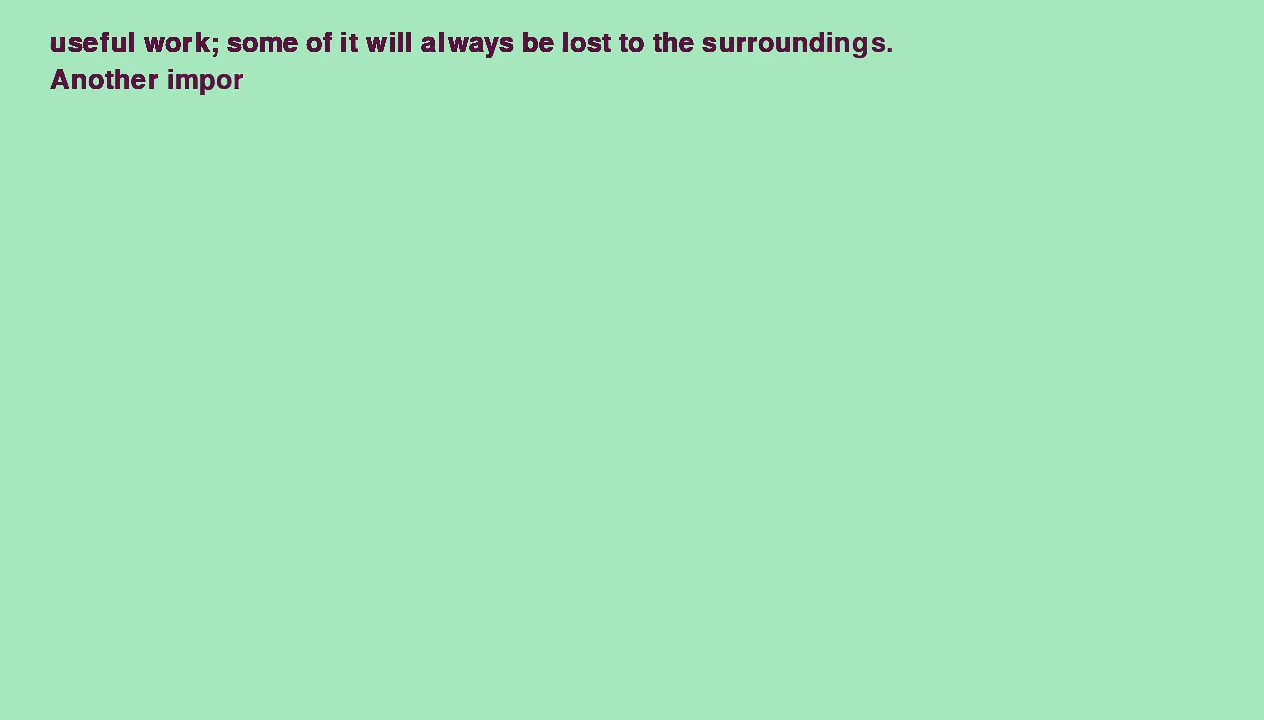 useful work; some of it will always be lost to the surroundings.
Another impor